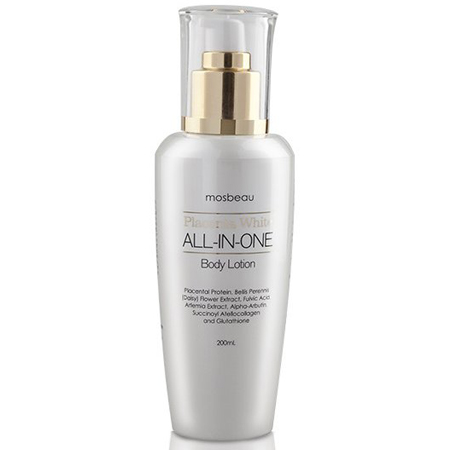 mosbeau
Placenta White
ALL-IN-ONE
Body Lotion
Placental Protein, Bellis Perennis
(Daisy) Flower Extract, Fulvic Acid
Artemia Extract, Alpha-Arbutin,
Succinoyl Atellocollagen
and Glutathione
200mL